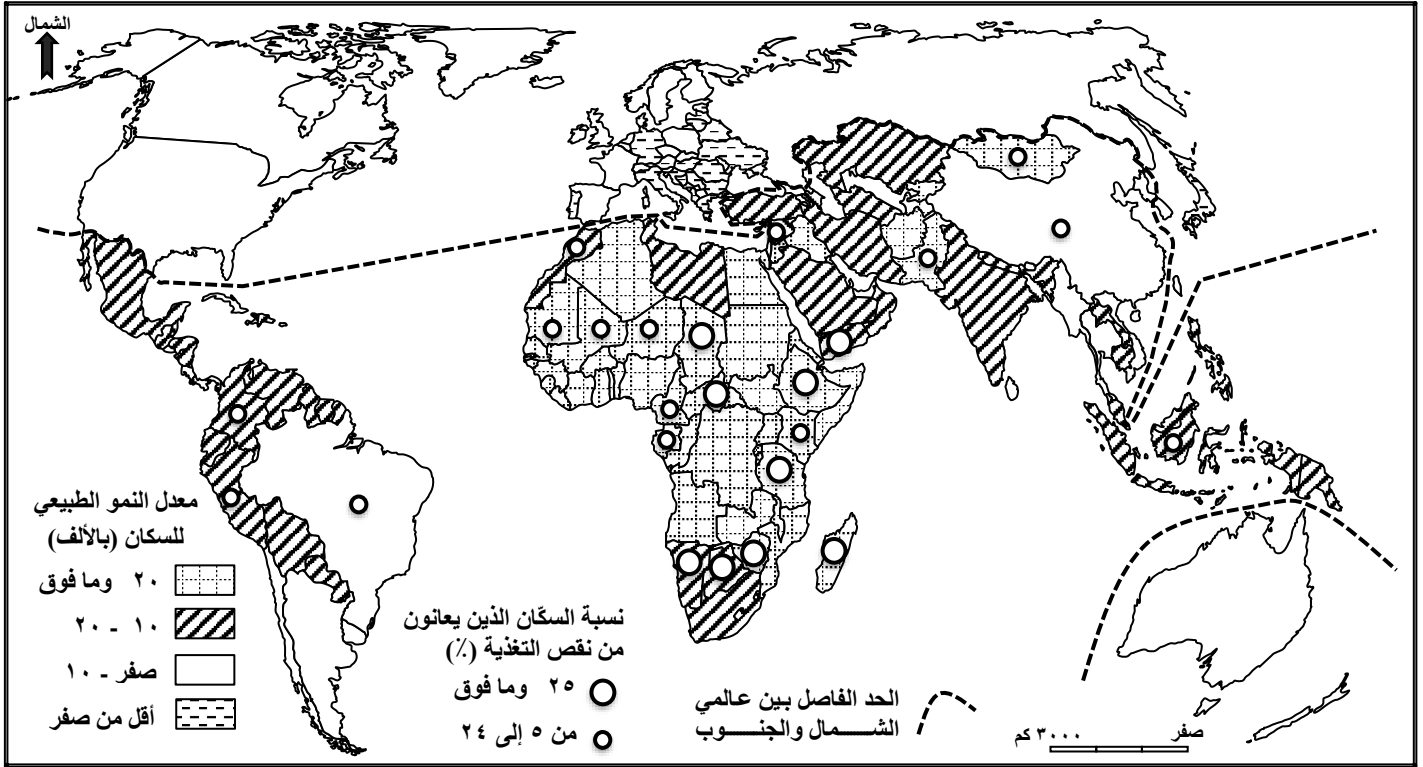 الشمال
معدل النمو الطبيعي
للسكان (بالألف)
٢٠ وما فوق
١٠ - ٢٠
صفر - ١٠
أقل من صفر
نسبة السكّان الذين يعانون
من نقص التغذية (٪)
٢٥ وما فوق
من ٥ إلى ٢٤
الحد الفاصل بين عالمي
الشمال والجنوب
صفر ٣٠٠٠ كم